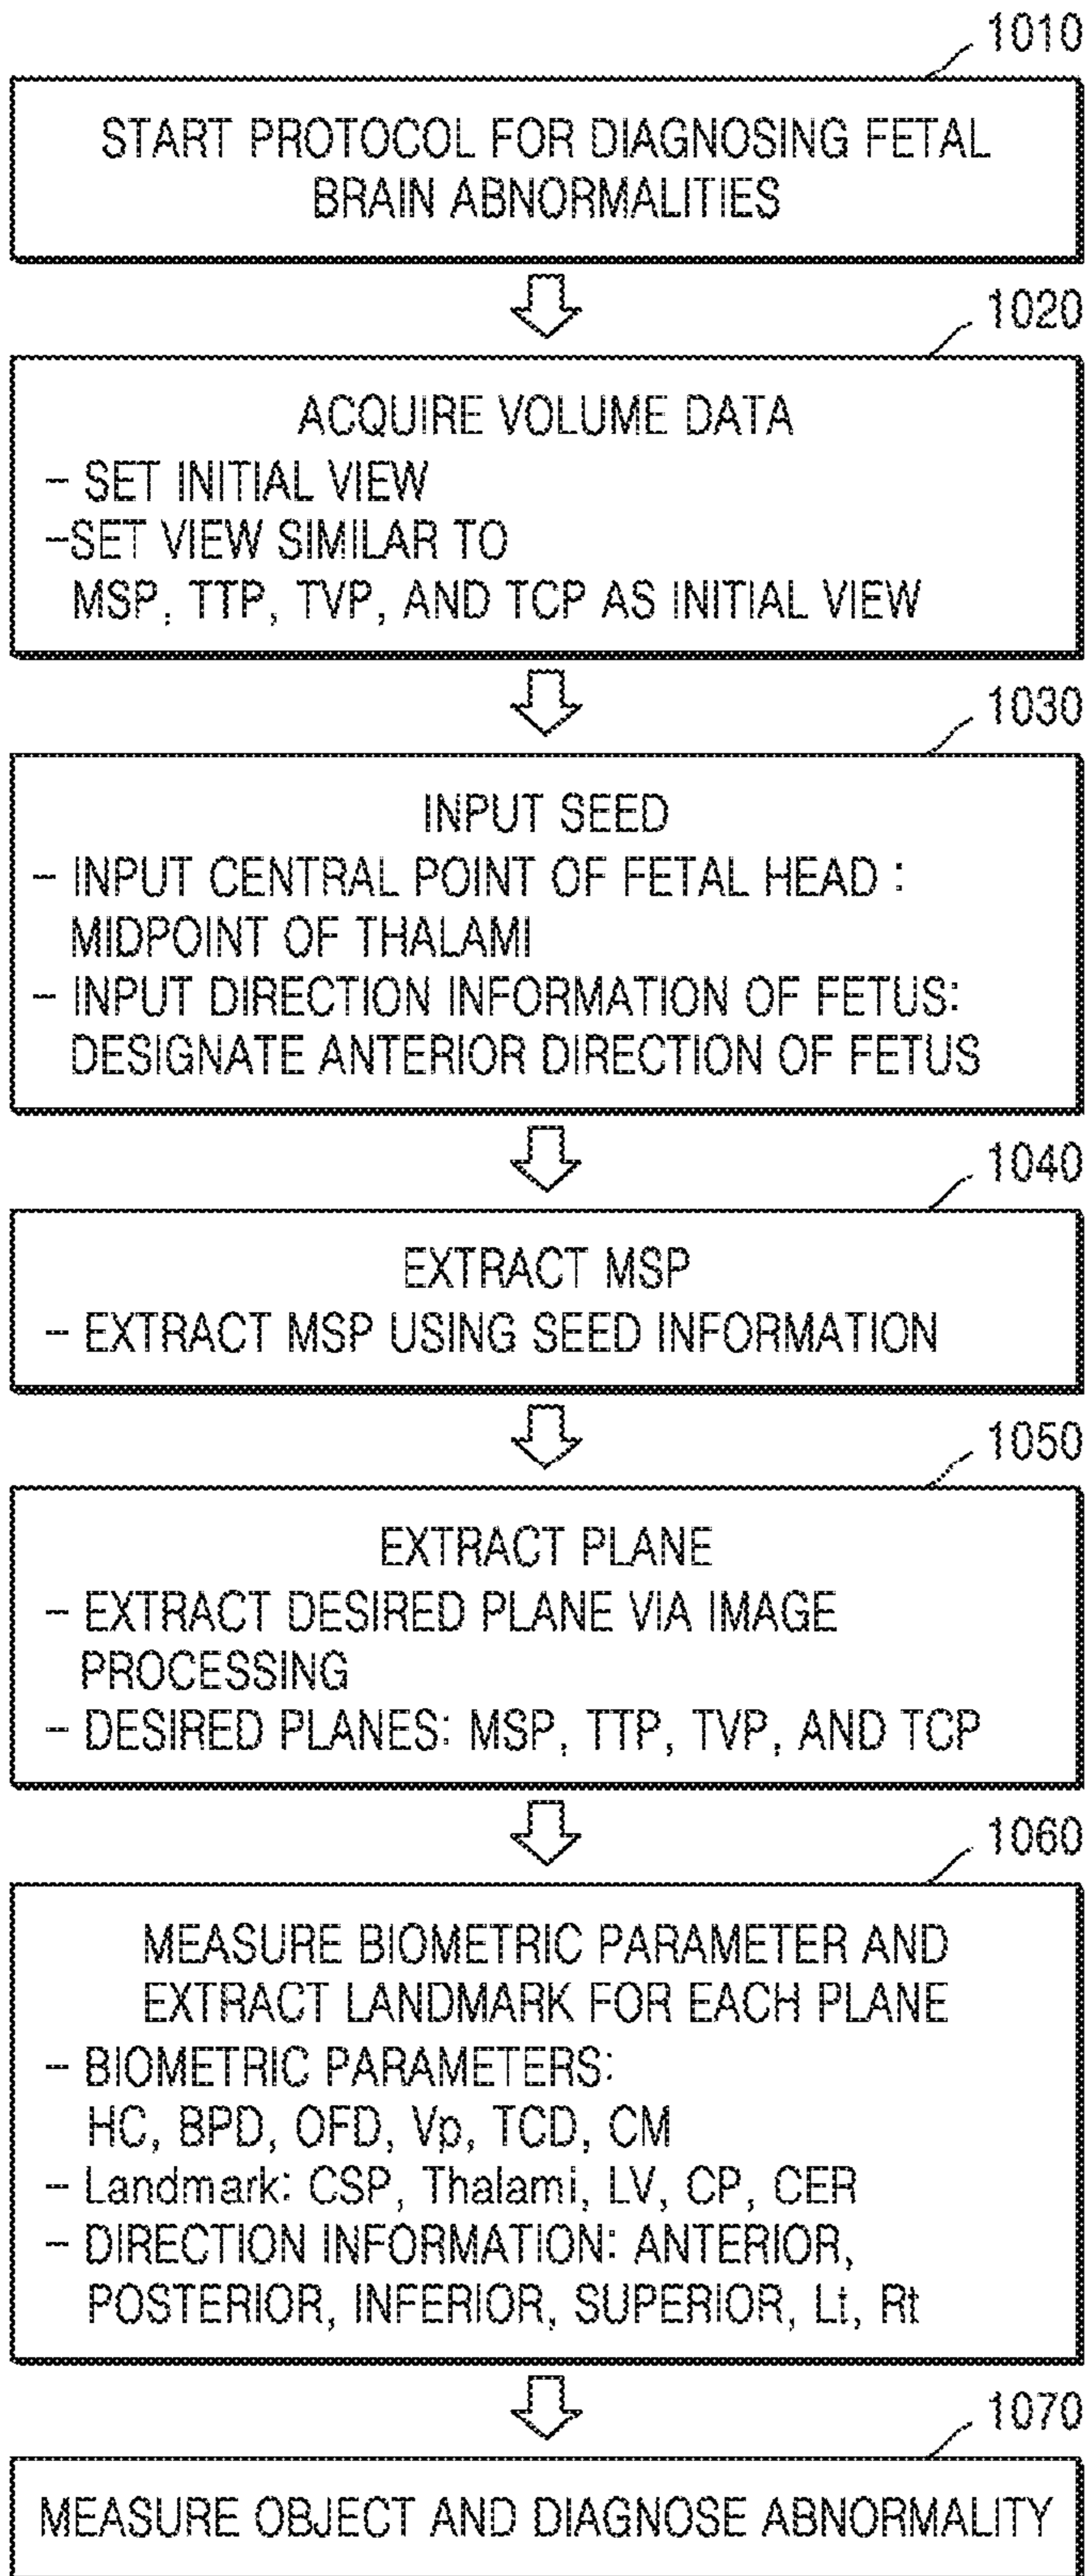 1010
START PROTOCOL FOR DIAGNOSING FETAL
BRAIN ABNORMALITIES
1020
ACQUIRE VOLUME DATA
- SET INITIAL VIEW
-SET VIEW SIMILAR TO
MSP, TTP, TVP, AND TCP AS INITIAL VIEW
1030
INPUT SEED
- INPUT CENTRAL POINT OF FETAL HEAD :
MIDPOINT OF THALAMI
- INPUT DIRECTION INFORMATION OF FETUS:
DESIGNATE ANTERIOR DIRECTION OF FETUS
1040
EXTRACT MSP
- EXTRACT MSP USING SEED INFORMATION
1050
EXTRACT PLANE
- EXTRACT DESIRED PLANE VIA IMAGE
PROCESSING
- DESIRED PLANES: MSP, TTP, TVP, AND TCP
1060
MEASURE BIOMETRIC PARAMETER AND
EXTRACT LANDMARK FOR EACH PLANE
- BIOMETRIC PARAMETERS:
HC, BPD, OFD, Vp, TCD, CM
- Landmark: CSP, Thalami, LV, CP, CER
- DIRECTION INFORMATION: ANTERIOR,
POSTERIOR, INFERIOR, SUPERIOR, Lt, Rt
1070
MEASURE OBJECT AND DIAGNOSE ABNORMALITY